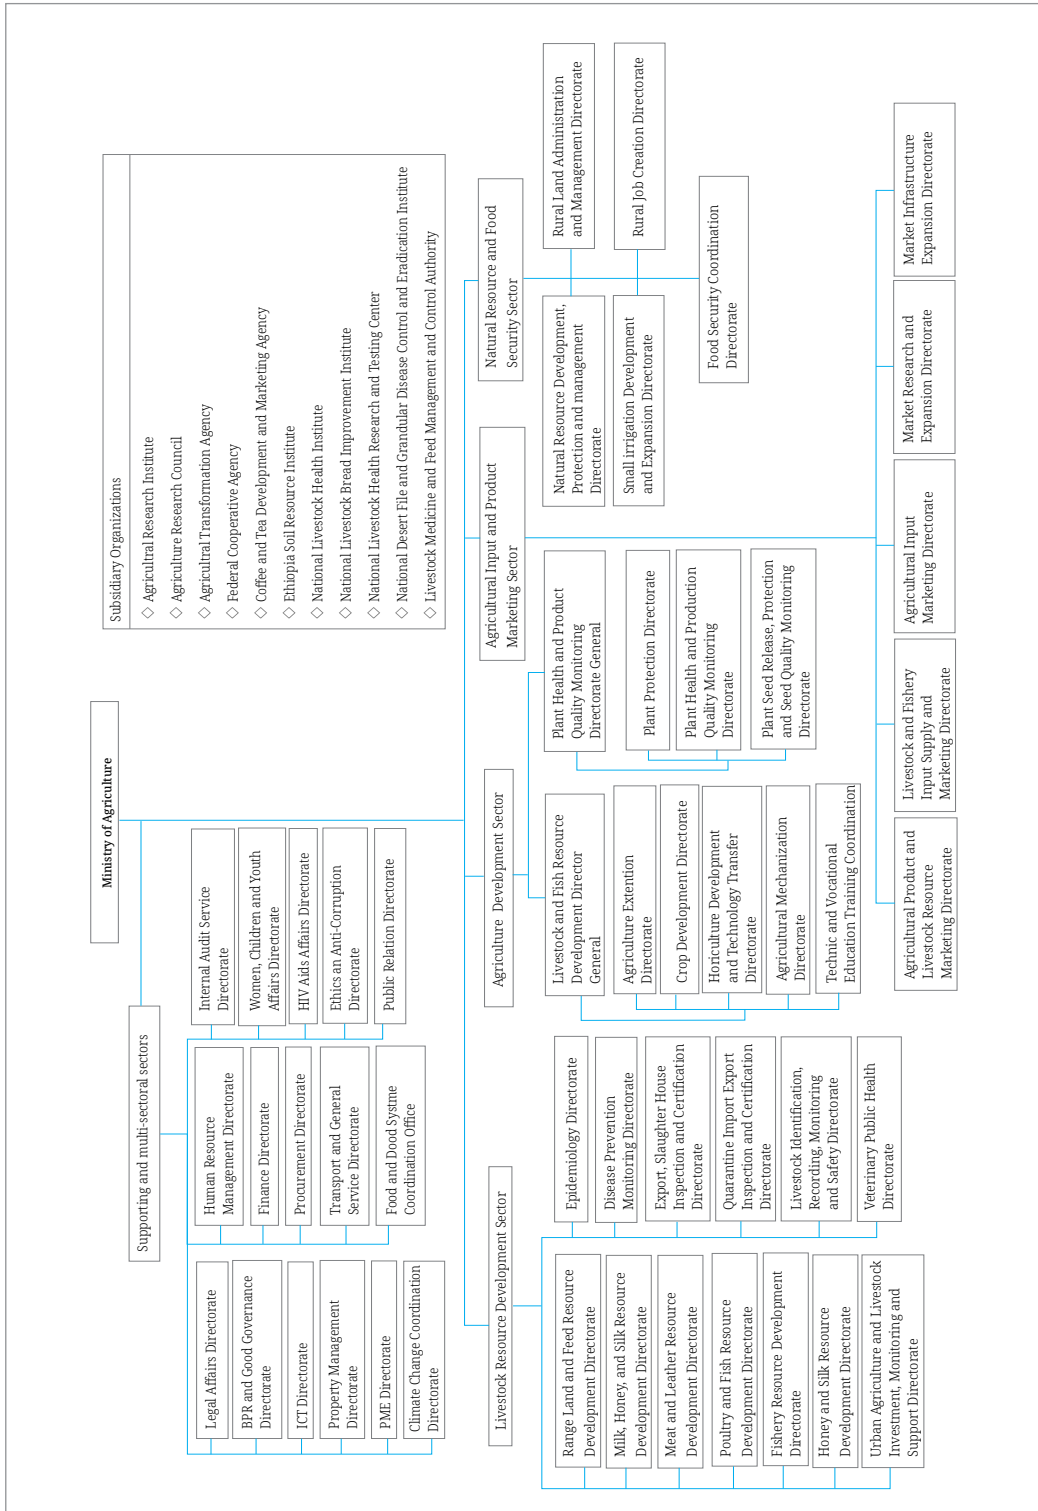 Ministry of Agriculture
Subsidiary Organizations
◇ Agricultral Research Institute
◇ Agriculture Research Council
◇ Agricultral Transformation Agency
◇ Federal Cooperative Agency
◇ Coffee and Tea Development and Marketing Agency
◇ Ethiopia Soil Resource Institute
◇ National Livestock Health Institute
◇ National Livestock Bread Improvement Institute
◇ National Livestock Health Research and Testing Center
◇ National Desert File and Grandular Disease Control and Eradication Institute
◇ Livestock Medicine and Feed Management and Control Authority
Supporting and multi-sectoral sectors
Legal Affairs Directorate
BPR and Good Governance
Directorate
ICT Directorate
Property Management
Directorate
PME Directorate
Climate Change Coordination
Directorate
Human Resource
Management Directorate
Finance Directorate
Procurement Directorate
Transport and General
Service Directorate
Food and Dood Systme
Coordination Office
Internal Audit Service
Directorate
Women, Children and Youth
Affairs Directorate
HIV Aids Affairs Directorate
Ethics an Anti-Corruption
Directorate
Public Relation Directorate
Livestock Resource Development Sector
Range Land and Feed Resource
Development Directorate
Milk, Honey, and Silk Resource
Development Directorate
Meat and Leather Resource
Development Directorate
Poultry and Fish Resource
Development Directorate
Fishery Resource Development
Directorate
Honey and Silk Resource
Development Directorate
Urban Agriculture and Livestock
Investment, Monitoring and
Support Directorate
Epidemiology Directorate
Disease Prevention
Monitoring Directorate
Export, Slaughter House
Inspection and Certification
Directorate
Quarantine Import Export
Inspection and Certification
Directorate
Livestock Identification,
Recording, Monitoring
and Safety Directorate
Veterinary Public Health
Directorate
Agriculture Development Sector
Livestock and Fish Resource
Development Director
General
Agriculture Extention
Directorate
Crop Development Directorate
Horiculture Development
and Technology Transfer
Directorate
Agricultural Mechanization
Directorate
Technic and Vocational
Education Training Coordination
Plant Health and Product
Quality Monitoring
Directorate General
Plant Protection Directorate
Plant Health and Production
Quality Monitoring
Directorate
Plant Seed Release, Protection
and Seed Quality Monitoring
Directorate
Agricultural Input and Product
Marketing Sector
Agricultural Product and
Livestock Resource
Marketing Directorate
Livestock and Fishery
Input Supply and
Marketing Directorate
Agricultural Input
Marketing Directorate
Market Research and
Expansion Directorate
Market Infrastructure
Expansion Directorate
Natural Resource and Food
Security Sector
Natural Resource Development,
Protection and management
Directorate
Small irrigation Development
and Expansion Directorate
Rural Land Administration
and Management Directorate
Rural Job Creation Directorate
Food Security Coordination
Directorate